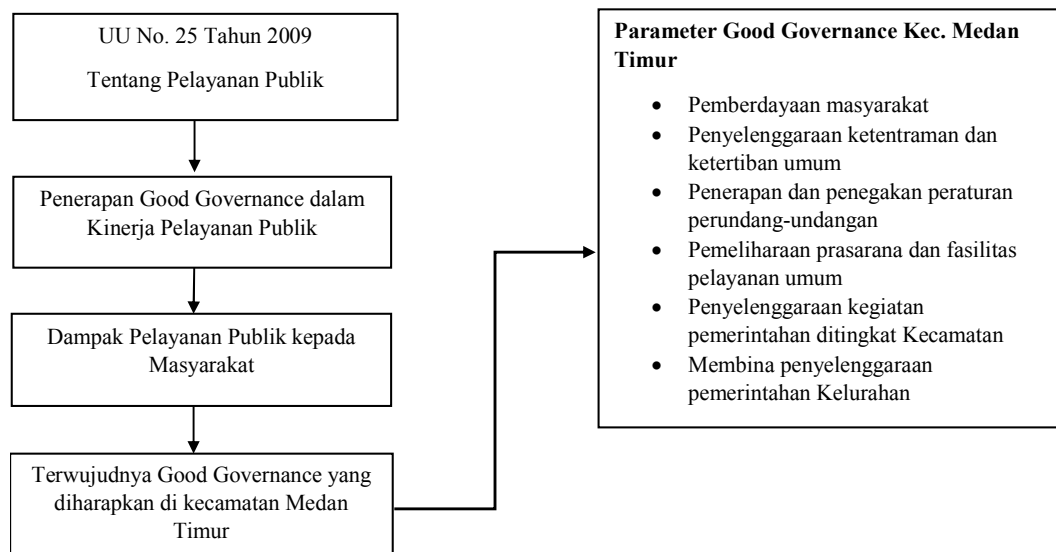 UU No. 25 Tahun 2009
Tentang Pelayanan Publik
Penerapan Good Governance dalam
Kinerja Pelayanan Publik
Dampak Pelayanan Publik kepada
Masyarakat
Terwujudnya Good Governance yang
diharapkan di kecamatan Medan
Timur
Parameter Good Governance Kec. Medan
Timur
• Pemberdayaan masyarakat
• Penyelenggaraan ketentraman dan
ketertiban umum
• Penerapan dan penegakan peraturan
perundang-undangan
• Pemeliharaan prasarana dan fasilitas
pelayanan umum
• Penyelenggaraan kegiatan
pemerintahan ditingkat Kecamatan
• Membina penyelenggaraan
pemerintahan Kelurahan